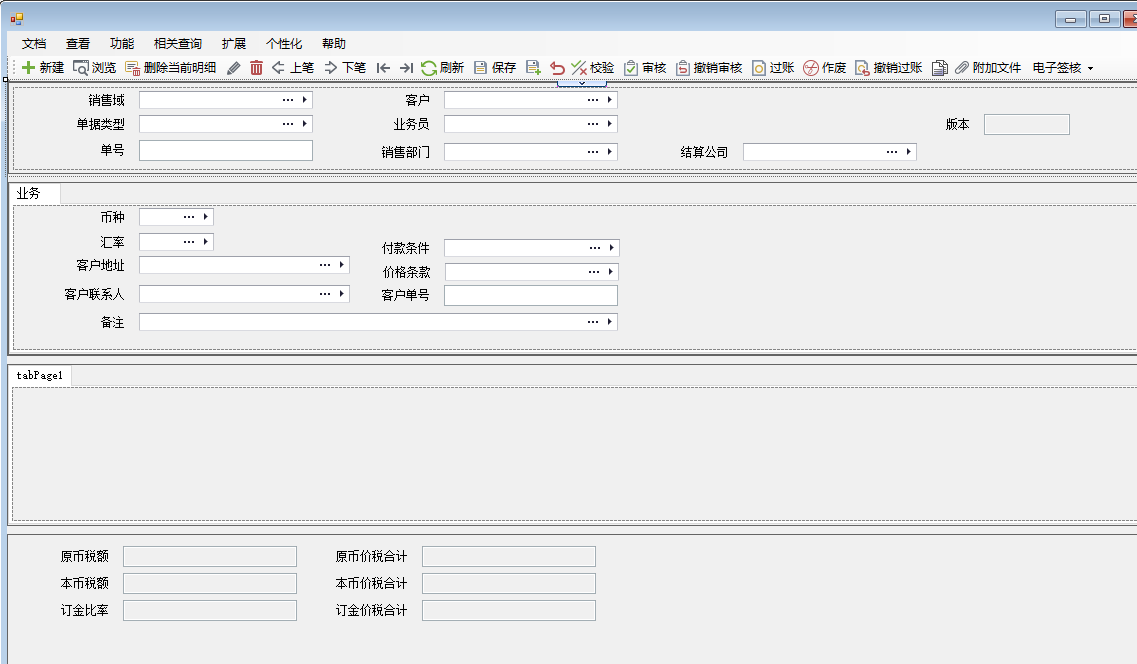 文档 查看 功能 相关查询 扩展 个性化 帮助
新建 浏览 删除当前明细 上笔 下笔 刷新 保存 校验 审核 撤销审核 过账 作废 撤销过账 附加文件 电子签核
销售域 客户
单据类型 业务员 版本
单号 销售部门 结算公司
业务
币种
汇率 付款条件
客户地址 价格条款
客户联系人 客户单号
备注
tabPage1
原币税额 原币价税合计
本币税额 本币价税合计
订金比率 订金价税合计